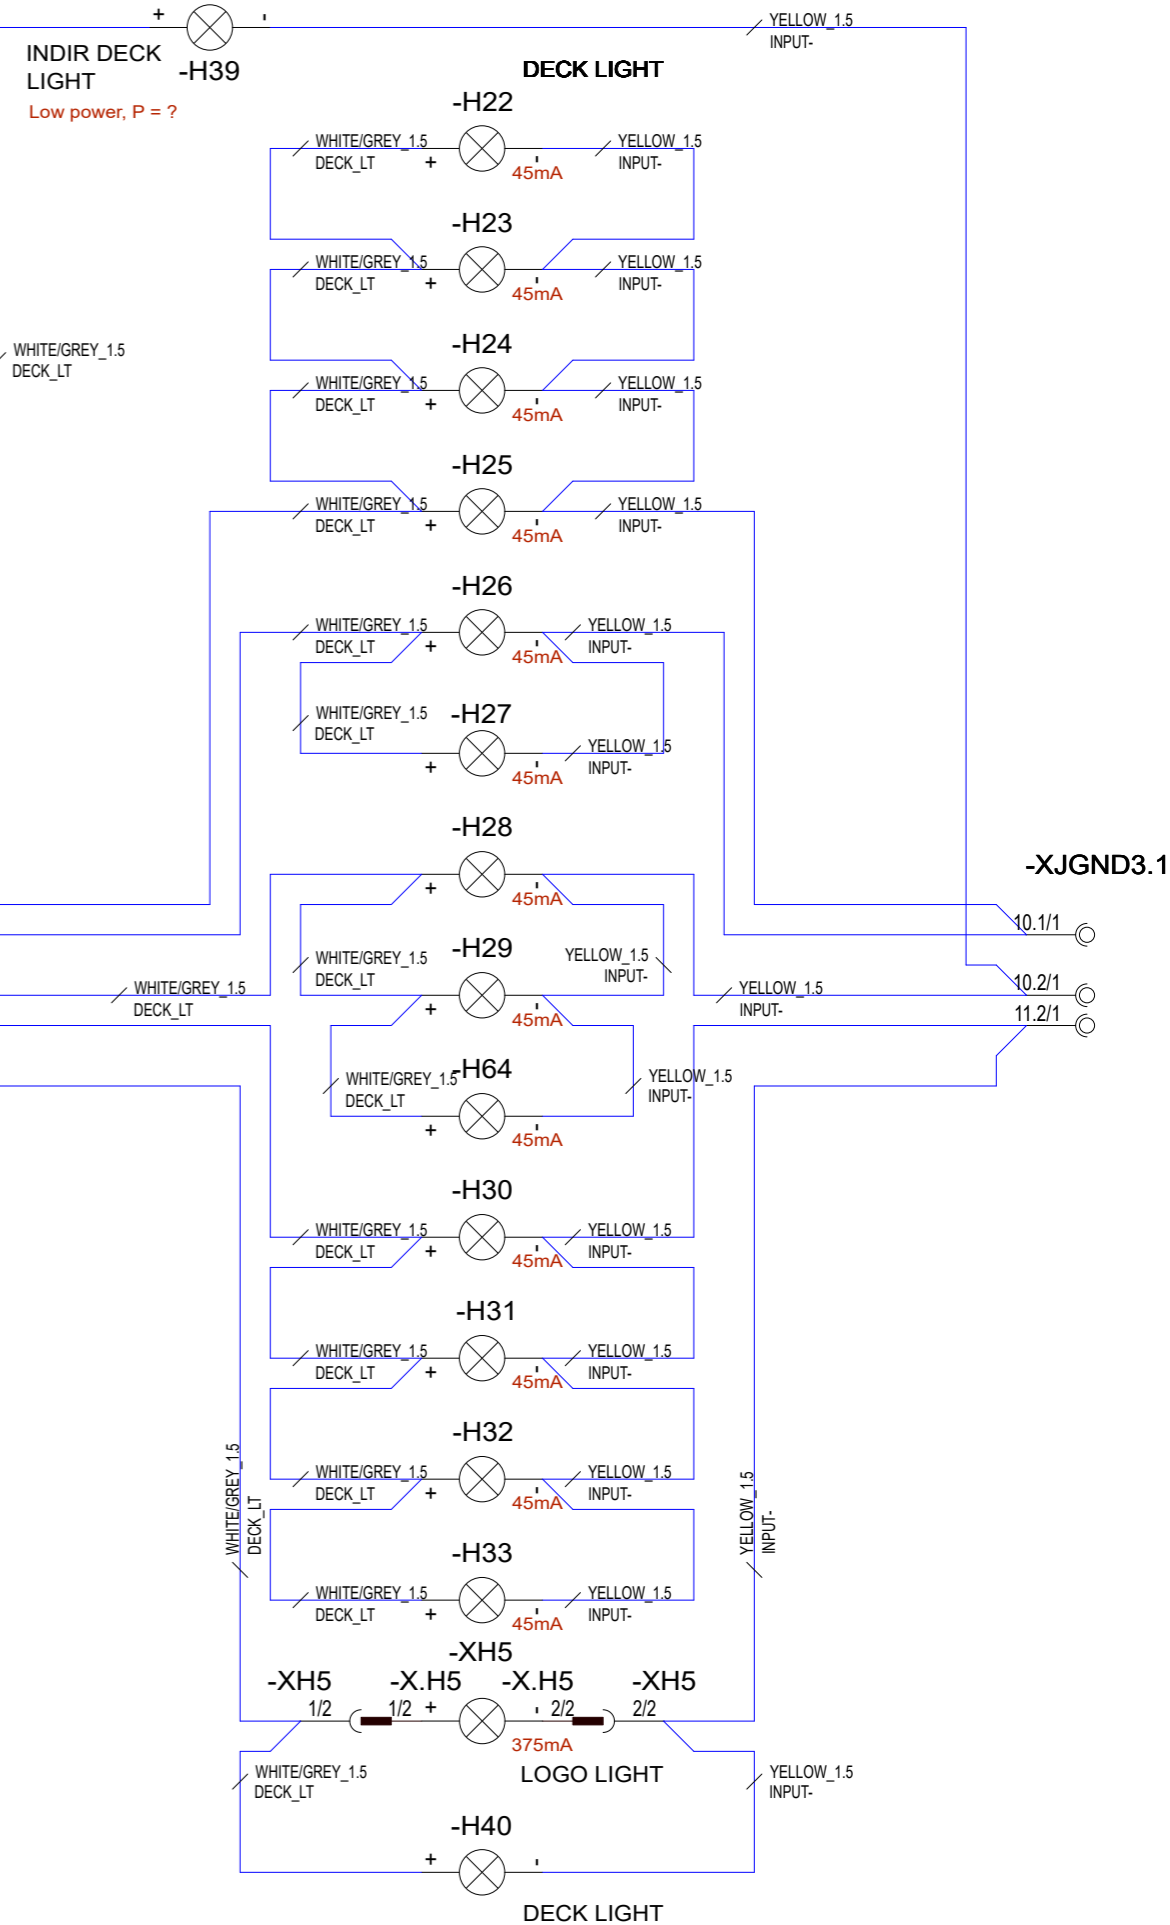 + -
YELLOW_1.5
INPUT-
INDIR DECK
LIGHT
-H39
Low power, P = ?
DECK LIGHT
-H22
WHITE/GREY_1.5
DECK_LT
+ -
45mA
YELLOW_1.5
INPUT-
-H23
WHITE/GREY_1.5
DECK_LT
+ -
45mA
YELLOW_1.5
INPUT-
WHITE/GREY_1.5
DECK_LT
-H24
WHITE/GREY_1.5
DECK_LT
+ -
45mA
YELLOW_1.5
INPUT-
-H25
WHITE/GREY_1.5
DECK_LT
+ -
45mA
YELLOW_1.5
INPUT-
-H26
WHITE/GREY_1.5
DECK_LT
+ -
45mA
YELLOW_1.5
INPUT-
-H27
WHITE/GREY_1.5
DECK_LT
+ -
45mA
YELLOW_1.5
INPUT-
-H28
+ -
45mA
-XJGND3.1
10.1/1
10.2/1
11.2/1
-H29
WHITE/GREY_1.5
DECK_LT
+ -
45mA
YELLOW_1.5
INPUT-
WHITE/GREY_1.5
DECK_LT
YELLOW_1.5
INPUT-
-H64
WHITE/GREY_1.5
DECK_LT
+ -
45mA
YELLOW_1.5
INPUT-
-H30
WHITE/GREY_1.5
DECK_LT
+ -
45mA
YELLOW_1.5
INPUT-
-H31
WHITE/GREY_1.5
DECK_LT
+ -
45mA
YELLOW_1.5
INPUT-
-H32
WHITE/GREY_1.5
DECK_LT
+ -
45mA
YELLOW_1.5
INPUT-
WHITE/GREY_1.5
DECK_LT
YELLOW_1.5
INPUT-
-H33
WHITE/GREY_1.5
DECK_LT
+ -
45mA
YELLOW_1.5
INPUT-
-XH5
-XH5 -X.H5 -X.H5 -XH5
1/2 1/2 + - 2/2 2/2
375mA
LOGO LIGHT
WHITE/GREY_1.5
DECK_LT
YELLOW_1.5
INPUT-
-H40
+ -
DECK LIGHT